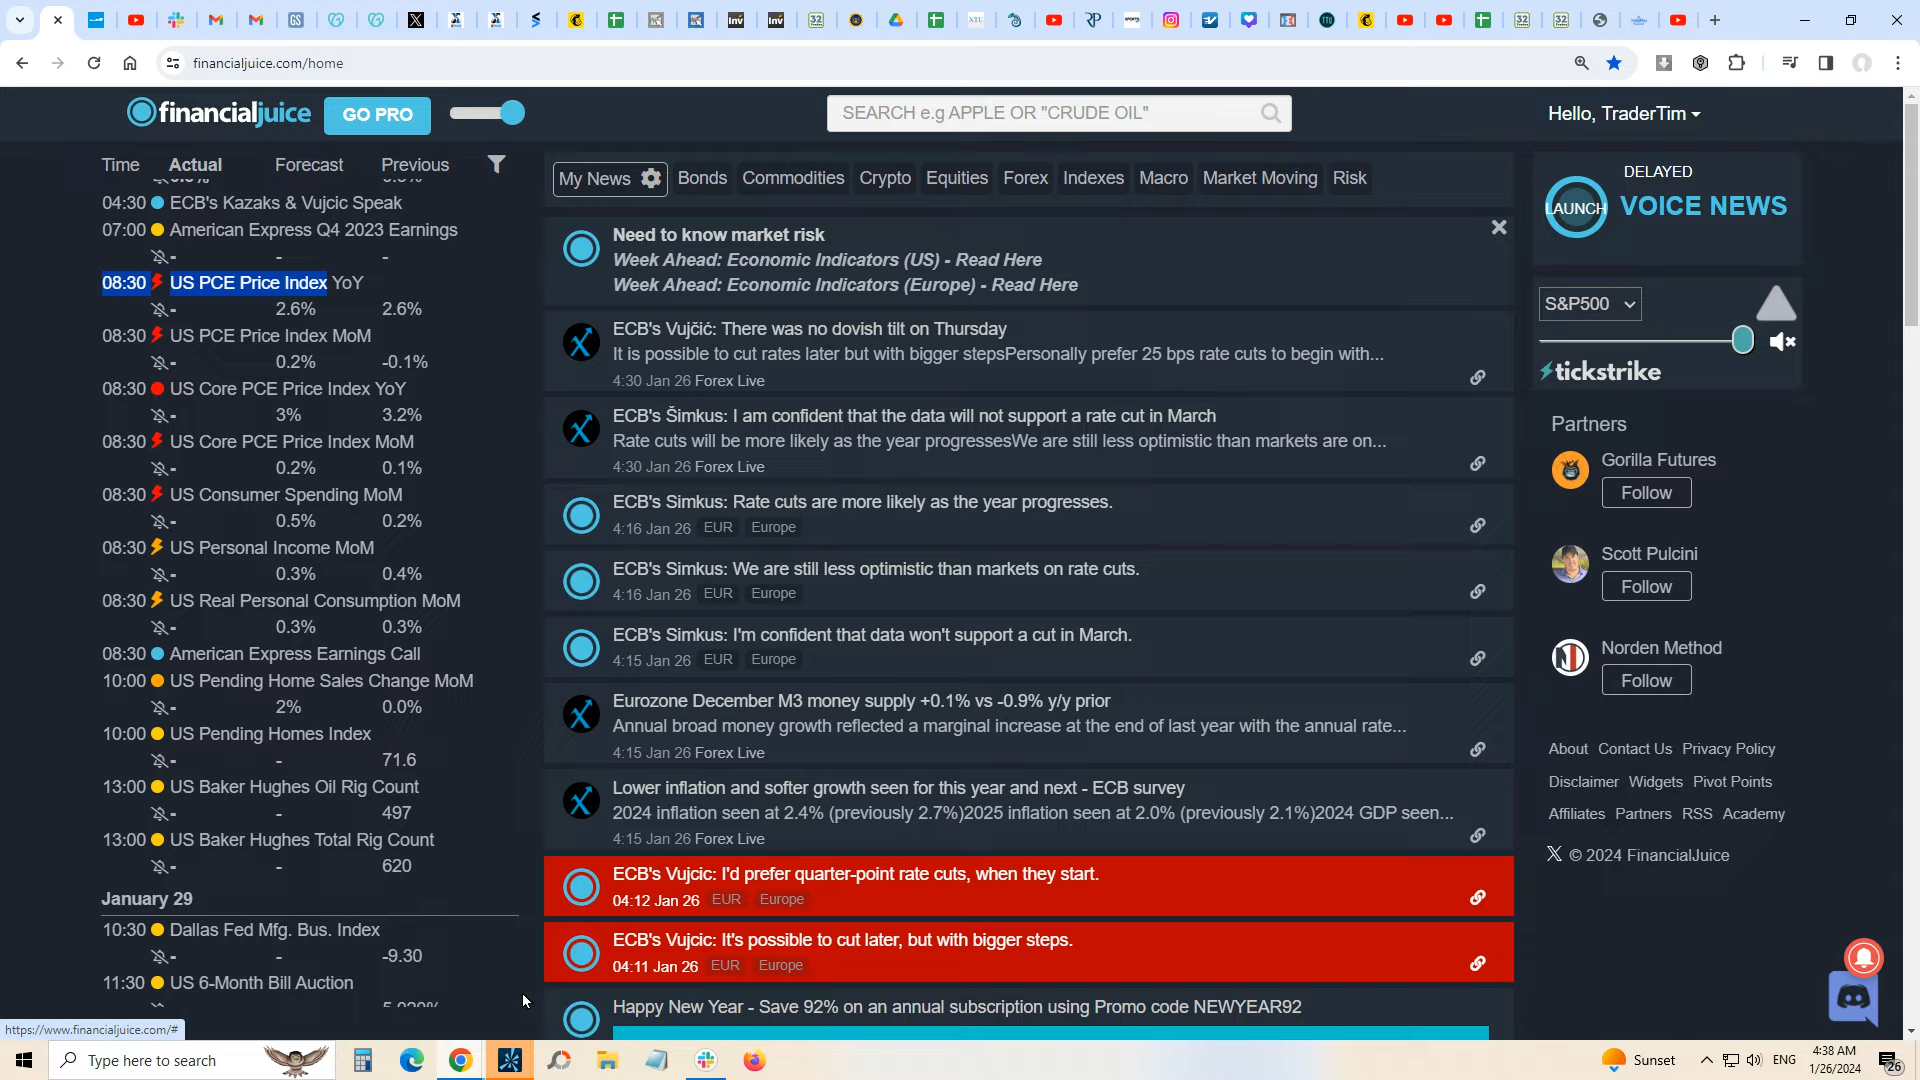 financialjuice.com/home
financialjuice
GO PRO
SEARCH e.g APPLE OR "CRUDE OIL"
Hello, TraderTim
Time Actual Forecast Previous
04:30 ECB's Kazaks & Vujcic Speak
07:00 American Express Q4 2023 Earnings
- -
08:30 US PCE Price Index YoY
- 2.6% 2.6%
08:30 US PCE Price Index MoM
- 0.2% -0.1%
08:30 US Core PCE Price Index YoY
- 3% 3.2%
08:30 US Core PCE Price Index MoM
- 0.2% 0.1%
08:30 US Consumer Spending MoM
- 0.5% 0.2%
08:30 US Personal Income MoM
- 0.3% 0.4%
08:30 US Real Personal Consumption MoM
- 0.3% 0.3%
08:30 American Express Earnings Call
10:00 US Pending Home Sales Change MoM
- 2% 0.0%
10:00 US Pending Homes Index
- - 71.6
13:00 US Baker Hughes Oil Rig Count
- - 497
13:00 US Baker Hughes Total Rig Count
- - 620
January 29
10:30 Dallas Fed Mfg. Bus. Index
- - -9.30
11:30 US 6-Month Bill Auction
https://www.financialjuice.com/#
My News Bonds Commodities Crypto Equities Forex Indexes Macro Market Moving Risk
Need to know market risk
Week Ahead: Economic Indicators (US) - Read Here
Week Ahead: Economic Indicators (Europe) - Read Here
ECB's Vujčić: There was no dovish tilt on Thursday
It is possible to cut rates later but with bigger stepsPersonally prefer 25 bps rate cuts to begin with...
4:30 Jan 26 Forex Live
ECB's Šimkus: I am confident that the data will not support a rate cut in March
Rate cuts will be more likely as the year progressesWe are still less optimistic than markets are on...
4:30 Jan 26 Forex Live
ECB's Simkus: Rate cuts are more likely as the year progresses.
4:16 Jan 26 EUR Europe
ECB's Simkus: We are still less optimistic than markets on rate cuts.
4:16 Jan 26 EUR Europe
ECB's Simkus: I'm confident that data won't support a cut in March.
4:15 Jan 26 EUR Europe
Eurozone December M3 money supply +0.1% vs -0.9% y/y prior
Annual broad money growth reflected a marginal increase at the end of last year with the annual rate...
4:15 Jan 26 Forex Live
Lower inflation and softer growth seen for this year and next - ECB survey
2024 inflation seen at 2.4% (previously 2.7%)2025 inflation seen at 2.0% (previously 2.1%)2024 GDP seen...
4:15 Jan 26 Forex Live
ECB's Vujcic: I'd prefer quarter-point rate cuts, when they start.
04:12 Jan 26 EUR Europe
ECB's Vujcic: It's possible to cut later, but with bigger steps.
04:11 Jan 26 EUR Europe
Happy New Year - Save 92% on an annual subscription using Promo code NEWYEAR92
DELAYED
LAUNCH VOICE NEWS
S&P500
tickstrike
Partners
Gorilla Futures
Follow
Scott Pulcini
Follow
Norden Method
Follow
About Contact Us Privacy Policy
Disclaimer Widgets Pivot Points
Affiliates Partners RSS Academy
© 2024 FinancialJuice
Type here to search
Sunset
ENG
4:38 AM
1/26/2024
26